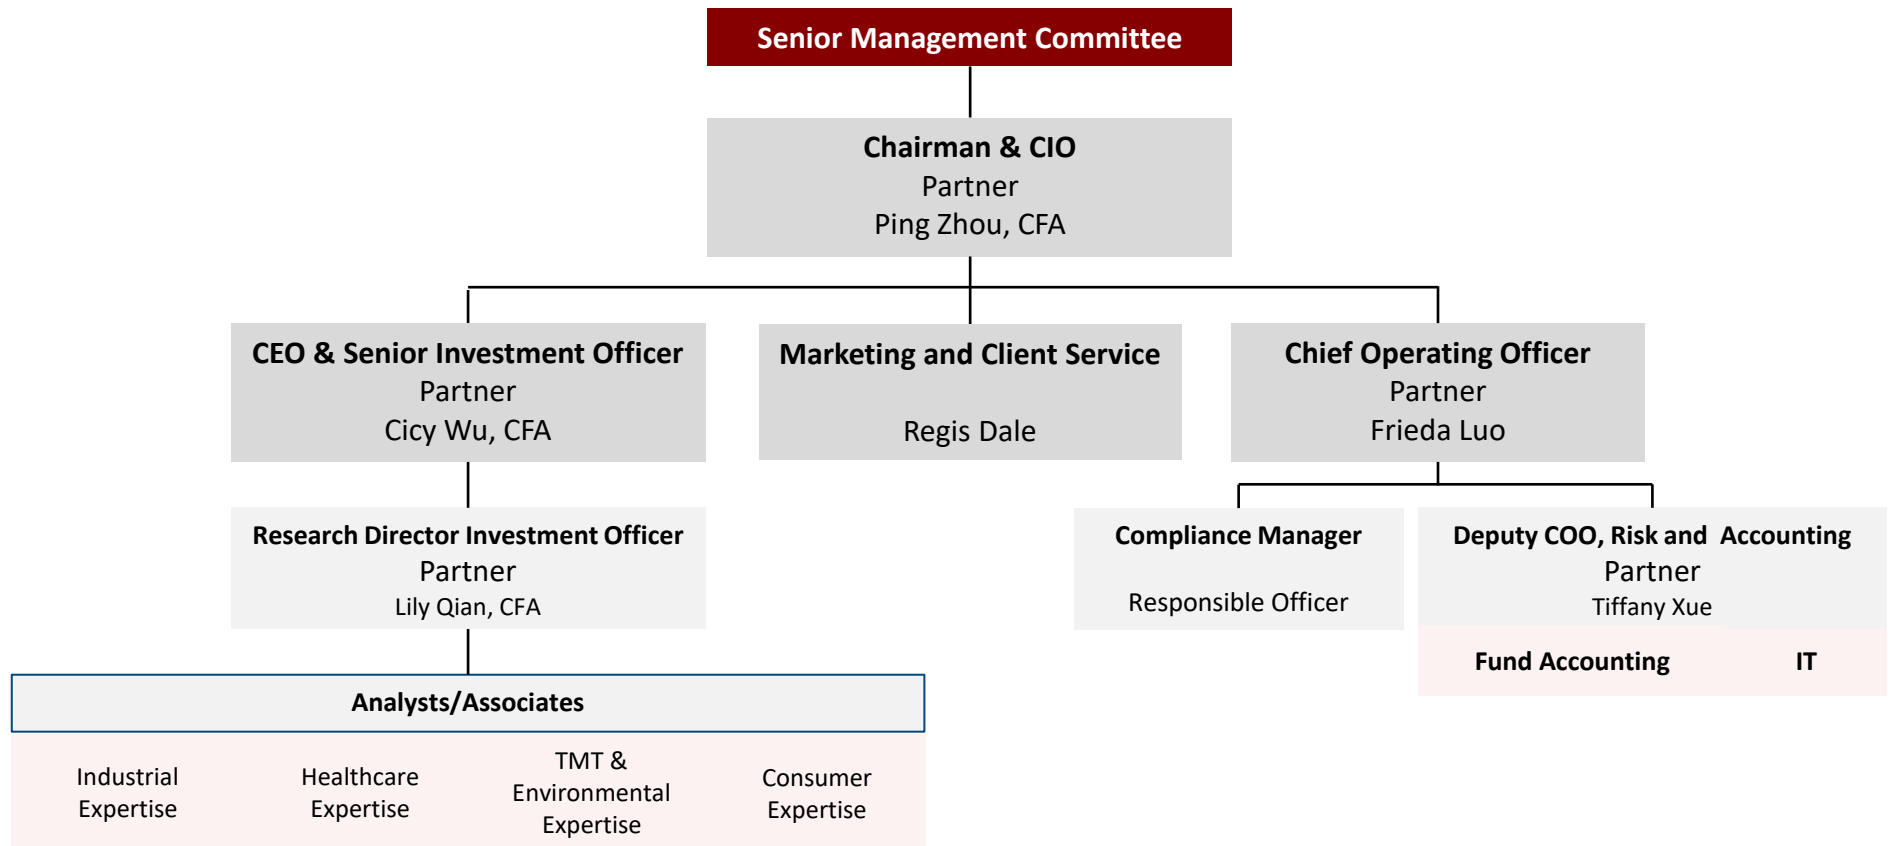 Senior Management Committee
Chairman & CIO
Partner
Ping Zhou, CFA
CEO & Senior Investment Officer
Partner
Cicy Wu, CFA
Marketing and Client Service
Regis Dale
Chief Operating Officer
Partner
Frieda Luo
Research Director Investment Officer
Partner
Lily Qian, CFA
Compliance Manager
Responsible Officer
Deputy COO, Risk and Accounting
Partner
Tiffany Xue
Fund Accounting
IT
Analysts/Associates
Industrial
Expertise
Healthcare
Expertise
TMT &
Environmental
Expertise
Consumer
Expertise